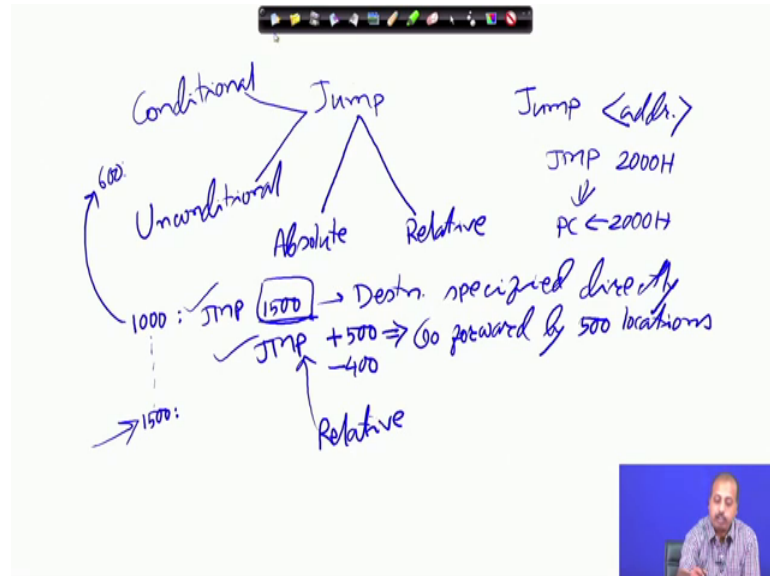 Conditional
Jump
Unconditional
Absolute
Relative
Jump <addr.>
JMP 2000H
⇓
PC ← 2000H
600:
1000 : ✓ JMP 1500 → Destn. specified directly
✓ JMP +500 ⇒ Go forward by 500 locations
-400
1500:
Relative